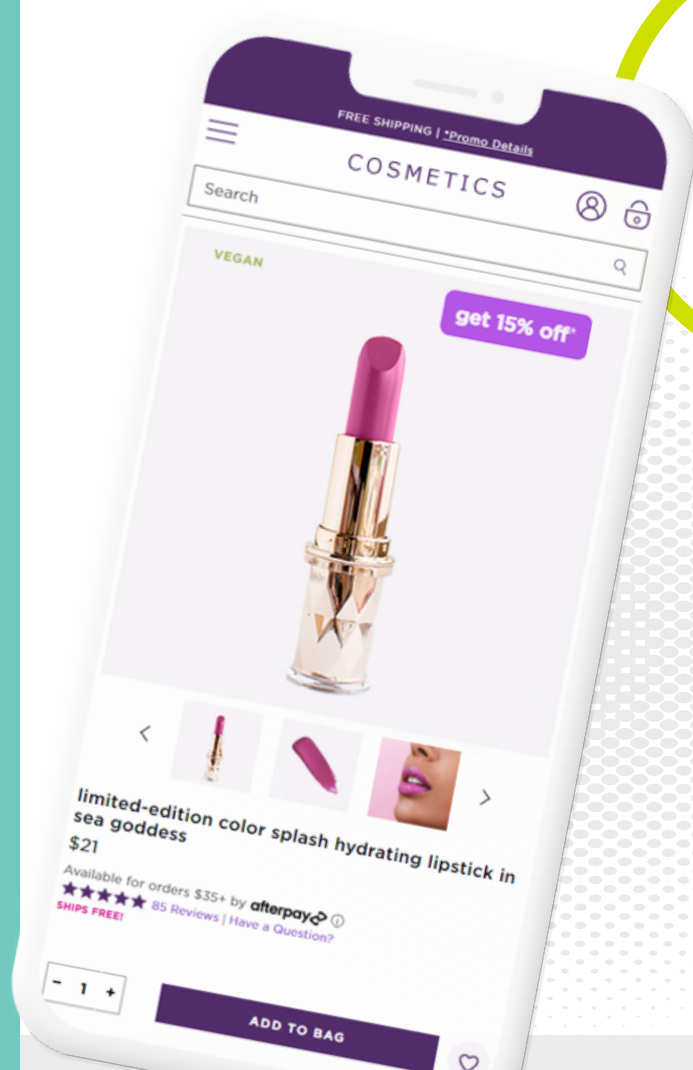 FREE SHIPPING | *Promo Details
COSMETICS
0
Search
VEGAN
get 15% off*
limited-edition color splash hydrating lipstick in
sea goddess
$21
Available for orders $35+ by afterpay
85 Reviews | Have a Question?
SHIPS FREE!
- 1 +
ADD TO BAG